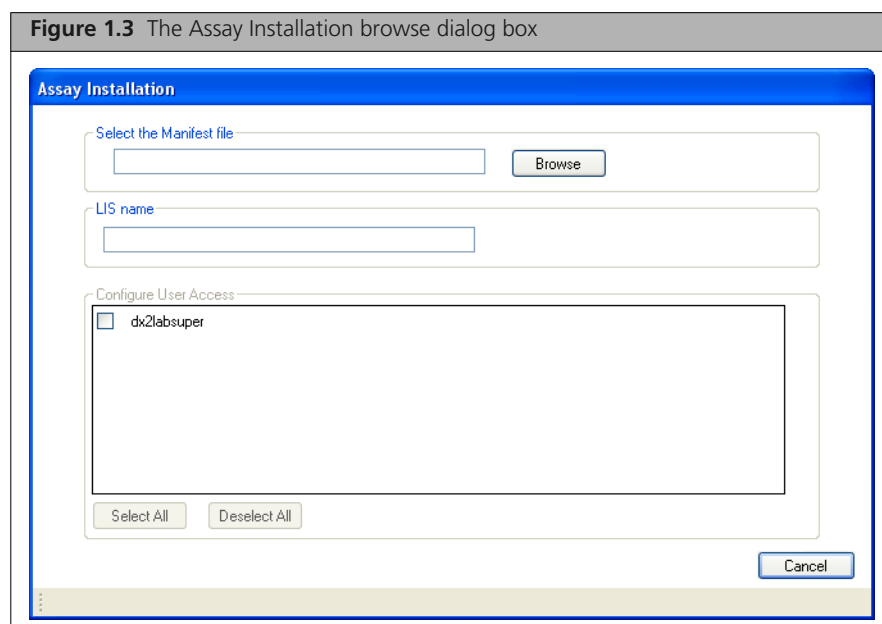 Figure 1.3 The Assay Installation browse dialog box
Assay Installation
Select the Manifest file
Browse
LIS name
Configure User Access
dx2labsuper
Select All Deselect All
Cancel